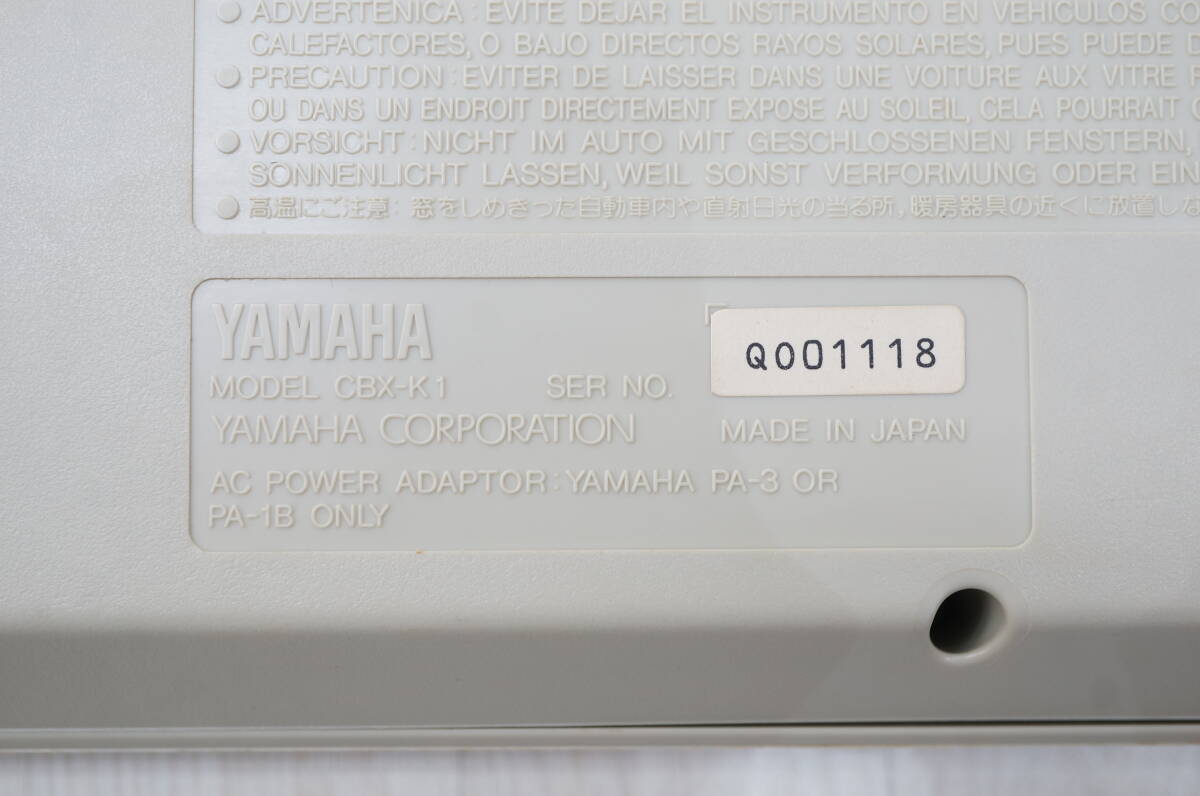 ● ADVERTENICA : EVITE DEJAR EL INSTRUMENTO EN VEHICULOS CO
CALEFACTORES, O BAJO DIRECTOS RAYOS SOLARES, PUES PUEDE D
● PRECAUTION : EVITER DE LAISSER DANS UNE VOITURE AUX VITRE
OU DANS UN ENDROIT DIRECTEMENT EXPOSE AU SOLEIL, CELA POURRAIT
● VORSICHT : NICHT IM AUTO MIT GESCHLOSSENEN FENSTERN,
SONNENLICHT LASSEN, WEIL SONST VERFORMUNG ODER EIN
● 高温にご注意 : 窓をしめきった自動車内や直射日光の当る所, 暖房器具の近くに放置しな
YAMAHA
MODEL CBX-K1 SER NO. Q001118
YAMAHA CORPORATION MADE IN JAPAN
AC POWER ADAPTOR : YAMAHA PA-3 OR
PA-1B ONLY